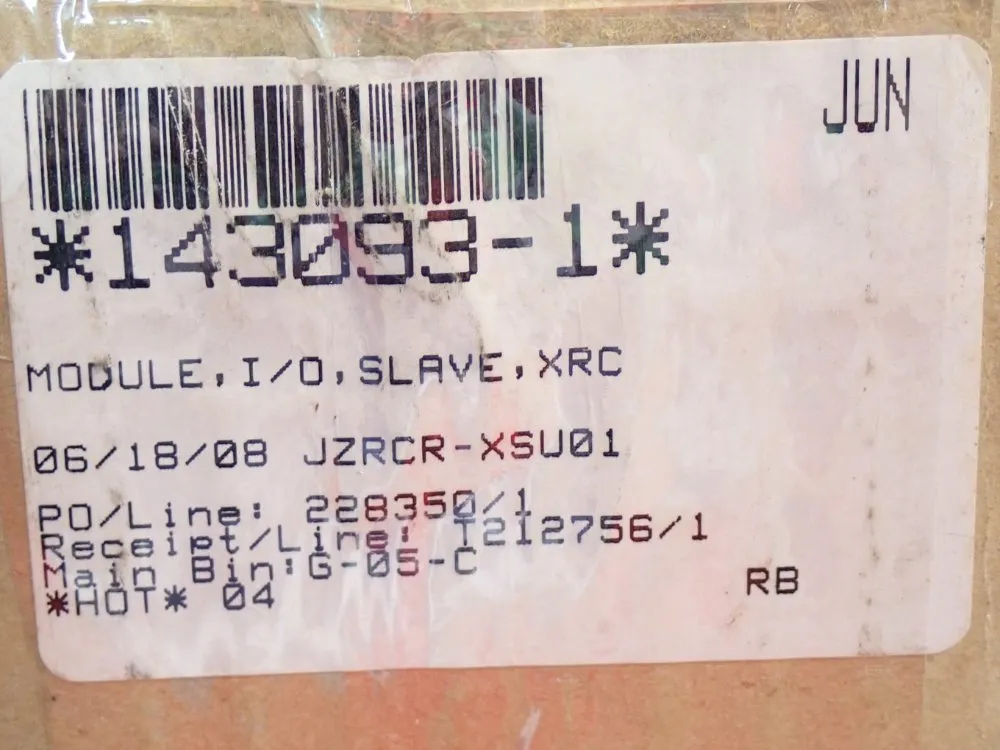 JUN
*143093-1*
MODULE,I/O,SLAVE,XRC
06/18/08 JZRCR-XSU01
PO/Line: 228350/1
Receipt/Line: T212756/1
Main Bin:G-05-C
*HOT* 04
RB